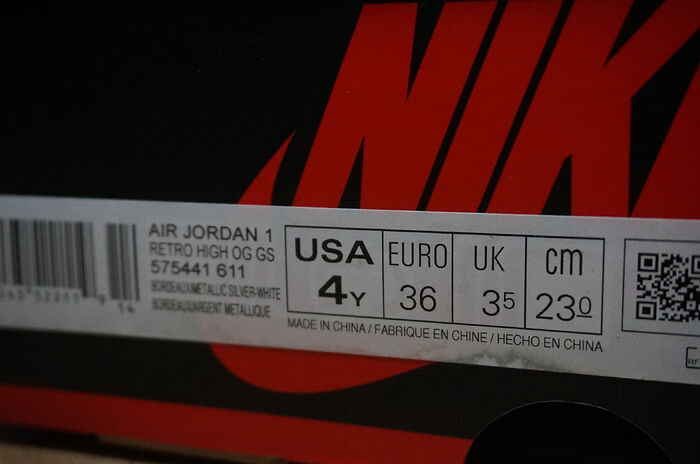 NIK
AIR JORDAN 1
RETRO HIGH OG GS
575441 611
BORDEAUX/METALLIC SILVER-WHITE
BORDEAUX/ARGENT METALLIQUE
USA EURO UK cm
4Y 36 35 230
MADE IN CHINA / FABRIQUE EN CHINE / HECHO EN CHINA